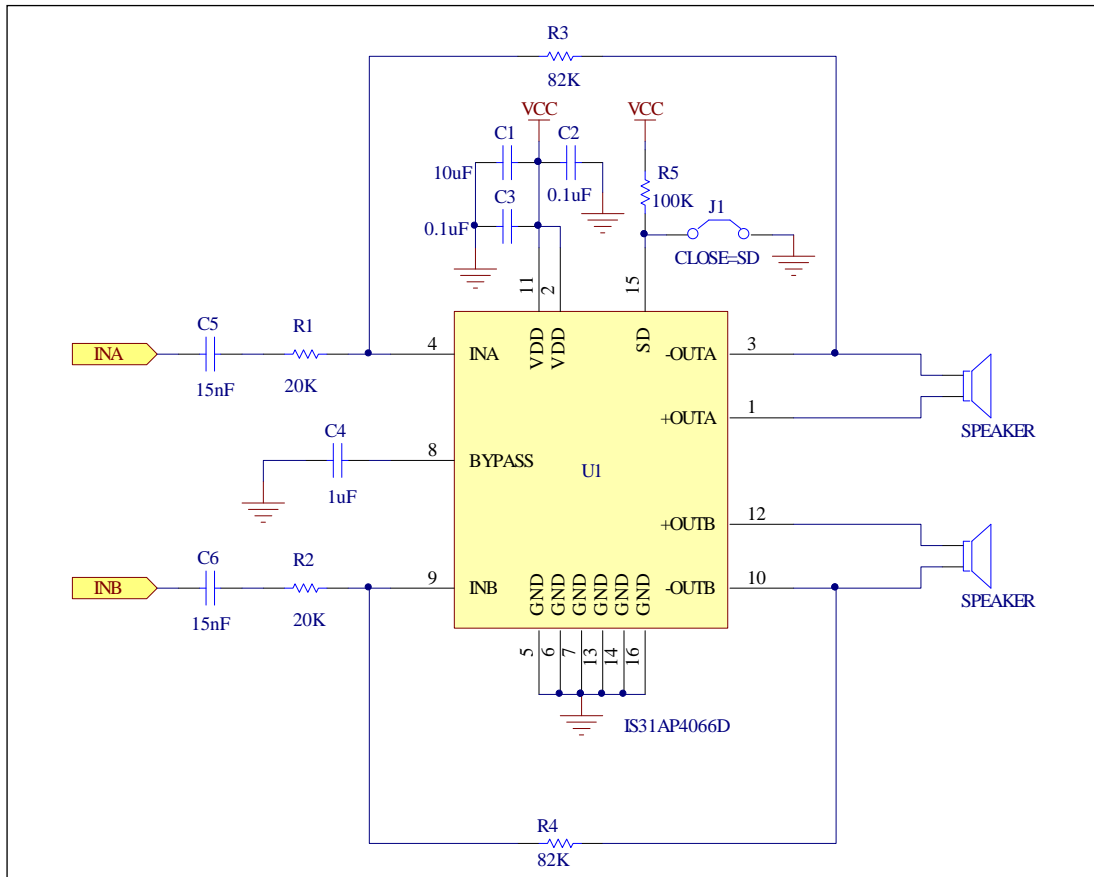 R3
82K
VCC
VCC
C1
C2
10uF
R5
C3
0.1uF
100K
J1
0.1uF
CLOSE=SD
11
2
15
C5
R1
INA
4
INA
VDD
VDD
SD
-OUTA
3
15nF
20K
+OUTA
1
SPEAKER
C4
8
BYPASS
U1
1uF
+OUTB
12
C6
R2
INB
9
INB
GND
GND
GND
GND
GND
GND
-OUTB
10
SPEAKER
15nF
20K
5
6
7
13
14
16
IS31AP4066D
R4
82K